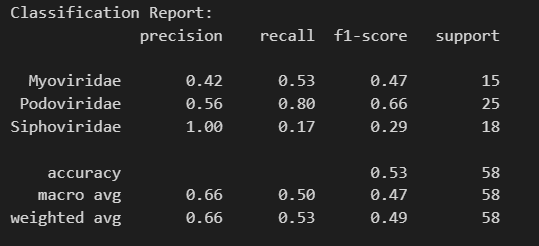 Classification Report:
precision recall f1-score support
Myoviridae 0.42 0.53 0.47 15
Podoviridae 0.56 0.80 0.66 25
Siphoviridae 1.00 0.17 0.29 18
accuracy 0.53 58
macro avg 0.66 0.50 0.47 58
weighted avg 0.66 0.53 0.49 58